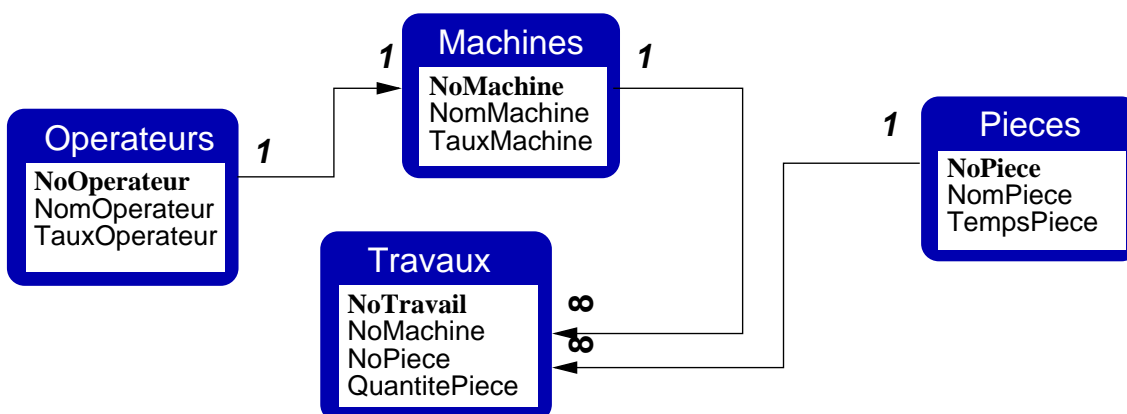 Machines
1
1
NoMachine
NomMachine
TauxMachine
Operateurs
1
NoOperateur
NomOperateur
TauxOperateur
Pieces
1
NoPiece
NomPiece
TempsPiece
Travaux
NoTravail
NoMachine
NoPiece
QuantitePiece
∞
∞